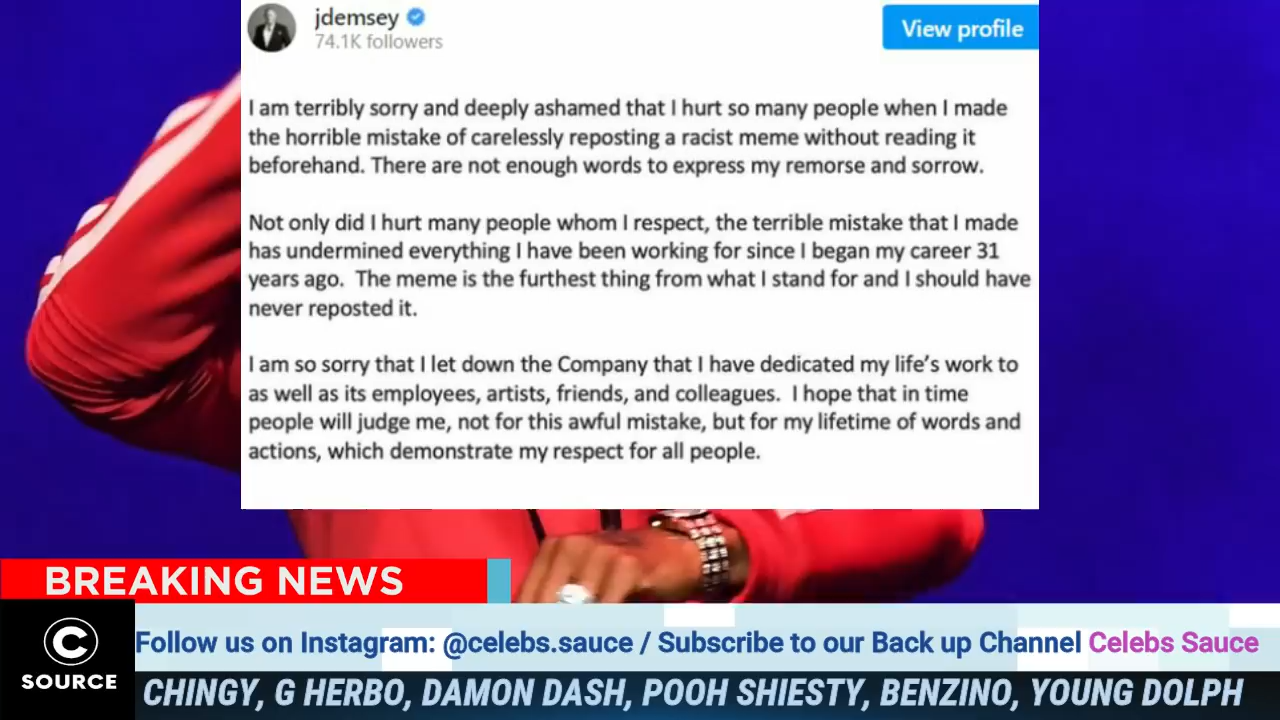 jdemsey
74.1K followers
View profile
I am terribly sorry and deeply ashamed that I hurt so many people when I made
the horrible mistake of carelessly reposting a racist meme without reading it
beforehand. There are not enough words to express my remorse and sorrow.
Not only did I hurt many people whom I respect, the terrible mistake that I made
has undermined everything I have been working for since I began my career 31
years ago. The meme is the furthest thing from what I stand for and I should have
never reposted it.
I am so sorry that I let down the Company that I have dedicated my life's work to
as well as its employees, artists, friends, and colleagues. I hope that in time
people will judge me, not for this awful mistake, but for my lifetime of words and
actions, which demonstrate my respect for all people.
BREAKING NEWS
C
SOURCE
Follow us on Instagram: @celebs.sauce / Subscribe to our Back up Channel Celebs Sauce
CHINGY, G HERBO, DAMON DASH, POOH SHIESTY, BENZINO, YOUNG DOLPH